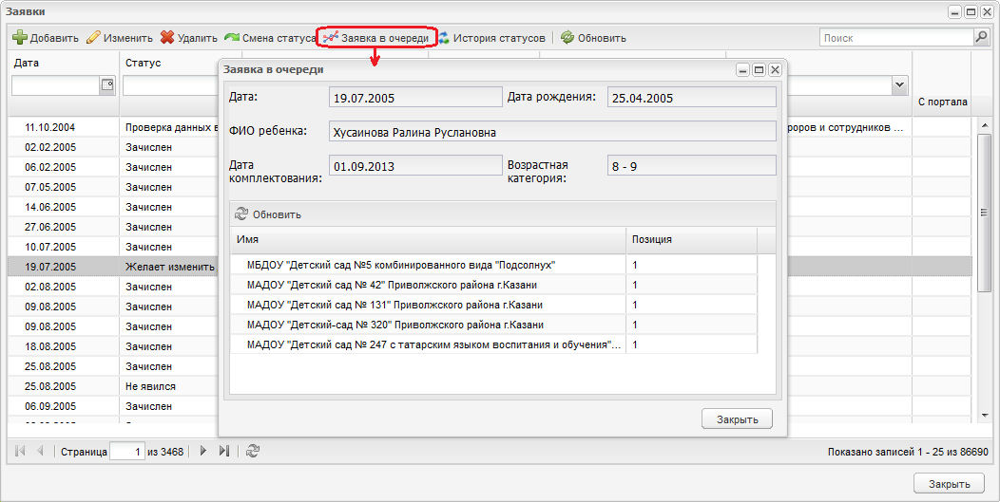 Заявки
Добавить Изменить Удалить Смена статуса Заявка в очереди История статусов Обновить Поиск
Дата Статус С портала
Заявка в очереди
Дата: 19.07.2005 Дата рождения: 25.04.2005
ФИО ребенка: Хусаинова Ралина Руслановна
Дата комплектования: 01.09.2013 Возрастная категория: 8 - 9
Обновить
Имя Позиция
МБДОУ "Детский сад №5 комбинированного вида "Подсолнух" 1
МАДОУ "Детский сад № 42" Приволжского района г.Казани 1
МАДОУ "Детский сад № 131" Приволжского района г.Казани 1
МАДОУ "Детский-сад № 320" Приволжского района г.Казани 1
МАДОУ "Детский сад № 247 с татарским языком воспитания и обучения"... 1
Закрыть
11.10.2004 Проверка данных в роров и сотрудников ...
02.02.2005 Зачислен
06.02.2005 Зачислен
07.05.2005 Зачислен
14.06.2005 Зачислен
27.06.2005 Зачислен
10.07.2005 Зачислен
19.07.2005 Желает изменить
02.08.2005 Зачислен
09.08.2005 Зачислен
09.08.2005 Зачислен
18.08.2005 Зачислен
25.08.2005 Зачислен
25.08.2005 Не явился
06.09.2005 Зачислен
Страница 1 из 3468 Показано записей 1 - 25 из 86690
Закрыть